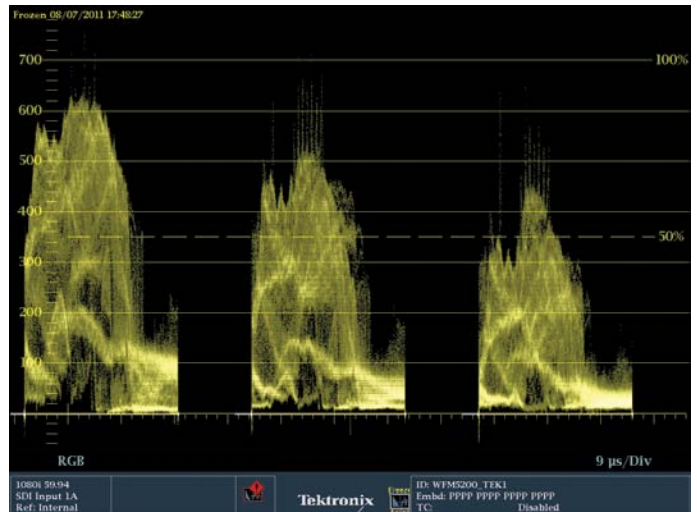 Frozen 08/07/2011 17:48:27
700
100%
600
500
400
50%
300
200
100
RGB
9 µs/Div
1080i 59.94
SDI Input 1A
Ref: Internal
Tektronix
Frozen
ID: WFM5200_TEK1
Embd: PPPP PPPP PPPP PPPP
TC: Disabled